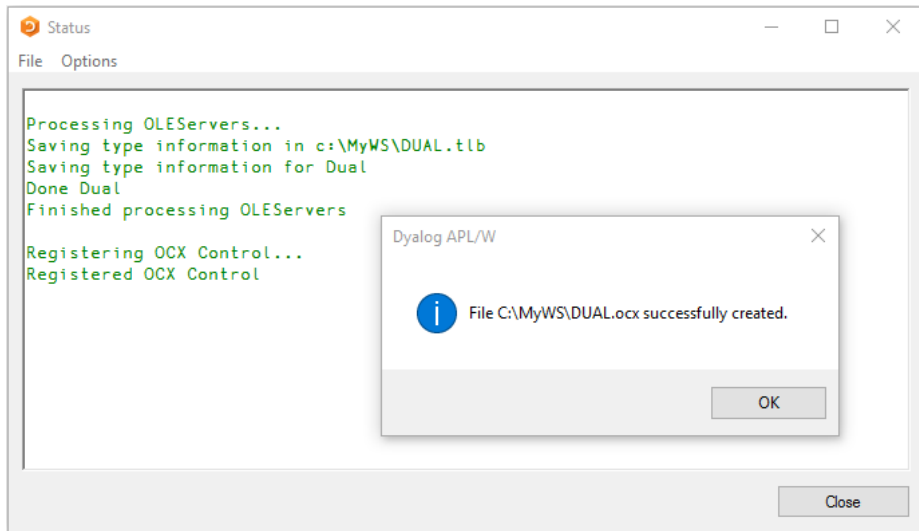 Status
File Options
Processing OLEServers...
Saving type information in c:\MyWS\DUAL.tlb
Saving type information for Dual
Done Dual
Finished processing OLEServers
Registering OCX Control...
Registered OCX Control
Dyalog APL/W
File C:\MyWS\DUAL.ocx successfully created.
OK
Close